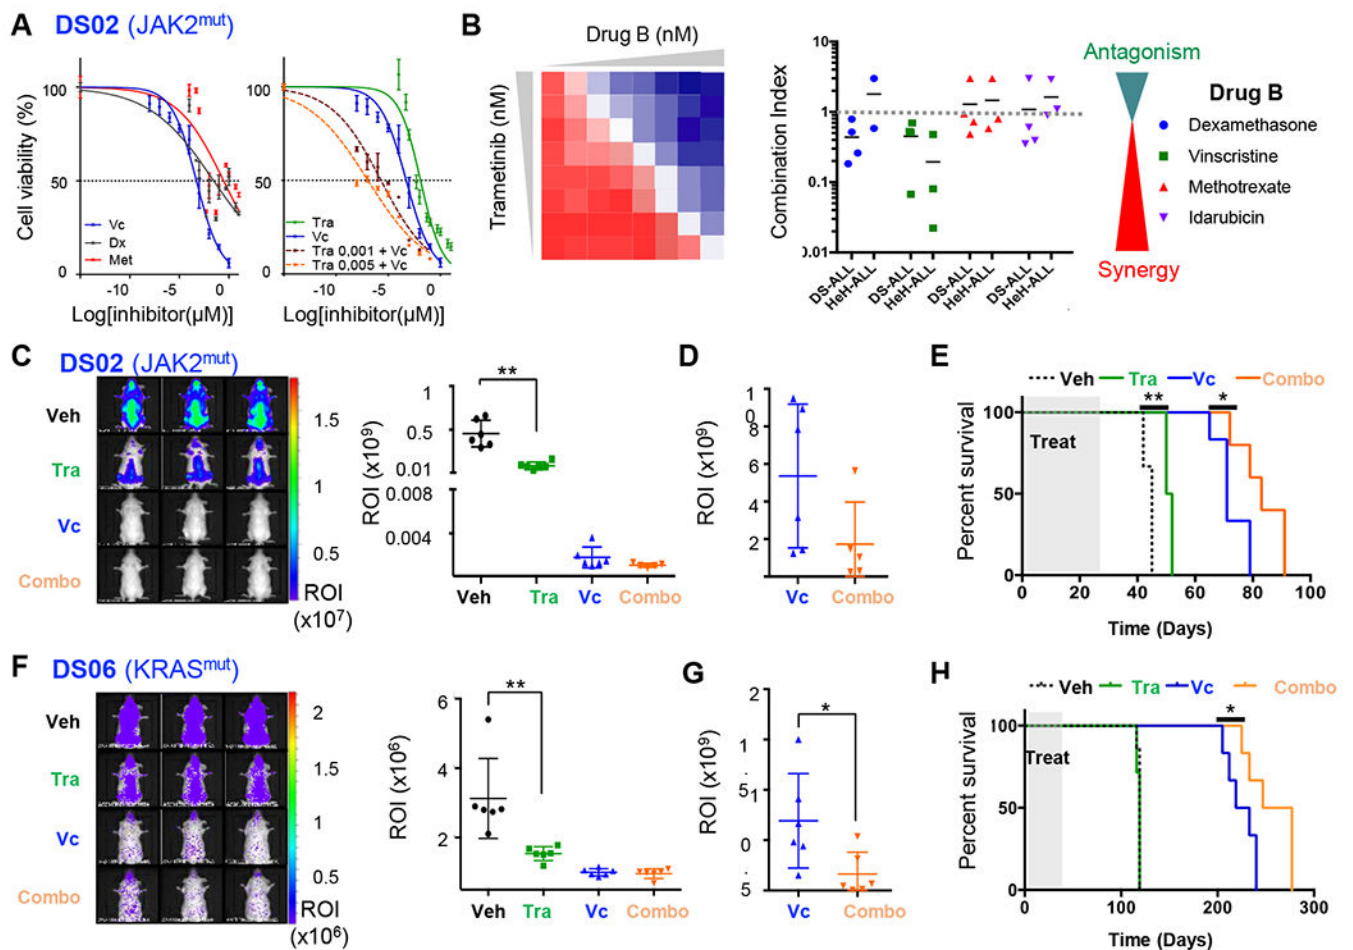 A DS02 (JAK2mut)
Cell viability (%)
100
50
0
Vc
Dx
Met
-10 -5 0
Log[inhibitor(µM)]
100
50
0
Tra
Vc
Tra 0,001 + Vc
Tra 0,005 + Vc
-10 -5 0
Log[inhibitor(µM)]
B
Drug B (nM)
Trametinib (nM)
Combination Index
10
1
0.1
0.01
DS-ALL
HeH-ALL
DS-ALL
HeH-ALL
DS-ALL
HeH-ALL
DS-ALL
HeH-ALL
Antagonism
Synergy
Drug B
Dexamethasone
Vinscristine
Methotrexate
Idarubicin
C DS02 (JAK2mut)
Veh
Tra
Vc
Combo
1.5
1
0.5
ROI
(x10⁷)
ROI (x10⁹)
1
0.5
0.01
0.008
0.004
**
Veh Tra Vc Combo
D
ROI (x10⁹)
1
0
8
6
4
2
Vc Combo
E
Veh Tra Vc Combo
** *
Percent survival
100
50
0
Treat
0 20 40 60 80 100
Time (Days)
F DS06 (KRASmut)
Veh
Tra
Vc
Combo
2
1.5
1
0.5
ROI
(x10⁶)
ROI (x10⁶)
6
4
2
**
Veh Tra Vc Combo
G
ROI (x10⁹)
2
1
.
5
1
0
.
5
*
Vc Combo
H
Veh Tra Vc Combo
*
Percent survival
100
50
0
Treat
0 100 200 300
Time (Days)